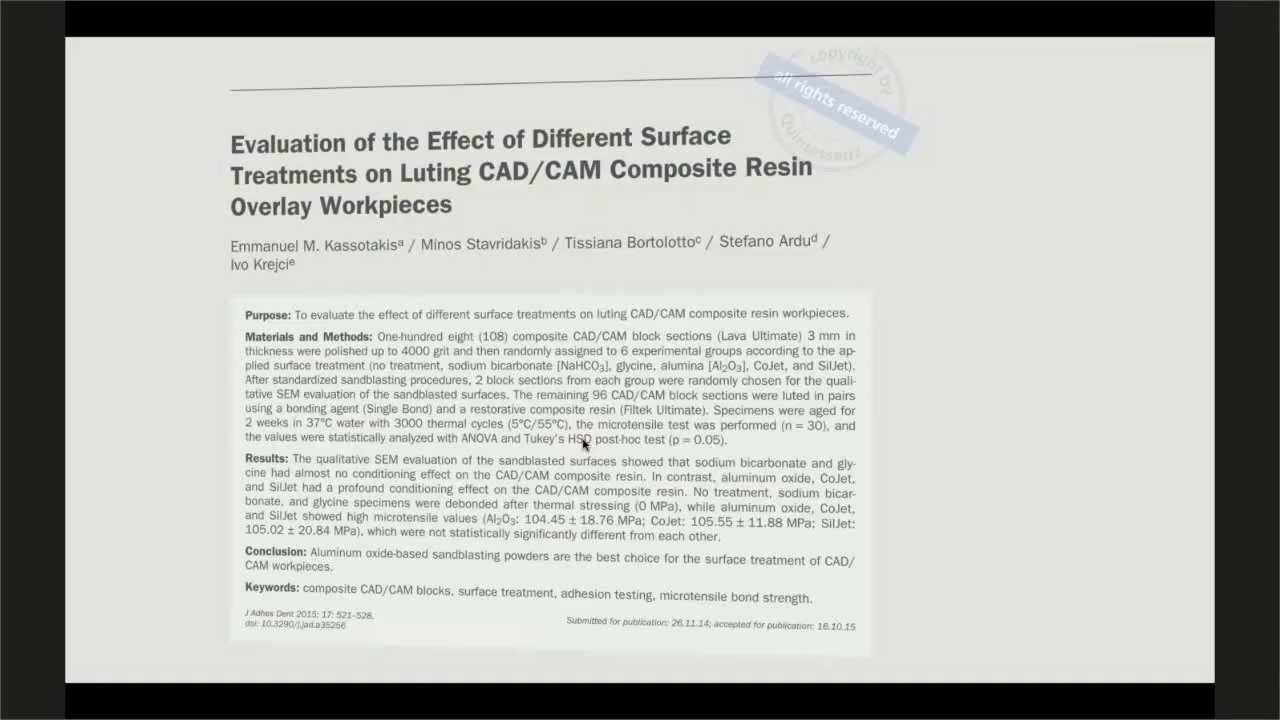 copyright by
all rights reserved
Quintessenz
Evaluation of the Effect of Different Surface
Treatments on Luting CAD/CAM Composite Resin
Overlay Workpieces
Emmanuel M. Kassotakisᵃ / Minos Stavridakisᵇ / Tissiana Bortolottoᶜ / Stefano Arduᵈ /
Ivo Krejciᵉ
Purpose: To evaluate the effect of different surface treatments on luting CAD/CAM composite resin workpieces.
Materials and Methods: One-hundred eight (108) composite CAD/CAM block sections (Lava Ultimate) 3 mm in
thickness were polished up to 4000 grit and then randomly assigned to 6 experimental groups according to the ap-
plied surface treatment (no treatment, sodium bicarbonate [NaHCO₃], glycine, alumina [Al₂O₃], CoJet, and SilJet).
After standardized sandblasting procedures, 2 block sections from each group were randomly chosen for the quali-
tative SEM evaluation of the sandblasted surfaces. The remaining 96 CAD/CAM block sections were luted in pairs
using a bonding agent (Single Bond) and a restorative composite resin (Filtek Ultimate). Specimens were aged for
2 weeks in 37°C water with 3000 thermal cycles (5°C/55°C), the microtensile test was performed (n = 30), and
the values were statistically analyzed with ANOVA and Tukey's HSD post-hoc test (p = 0.05).
Results: The qualitative SEM evaluation of the sandblasted surfaces showed that sodium bicarbonate and gly-
cine had almost no conditioning effect on the CAD/CAM composite resin. In contrast, aluminum oxide, CoJet,
and SilJet had a profound conditioning effect on the CAD/CAM composite resin. No treatment, sodium bicar-
bonate, and glycine specimens were debonded after thermal stressing (0 MPa), while aluminum oxide, CoJet,
and SilJet showed high microtensile values (Al₂O₃: 104.45 ± 18.76 MPa; CoJet: 105.55 ± 11.88 MPa; SilJet:
105.02 ± 20.84 MPa), which were not statistically significantly different from each other.
Conclusion: Aluminum oxide-based sandblasting powders are the best choice for the surface treatment of CAD/
CAM workpieces.
Keywords: composite CAD/CAM blocks, surface treatment, adhesion testing, microtensile bond strength.
J Adhes Dent 2015; 17: 521–528.
doi: 10.3290/j.jad.a35256
Submitted for publication: 26.11.14; accepted for publication: 16.10.15